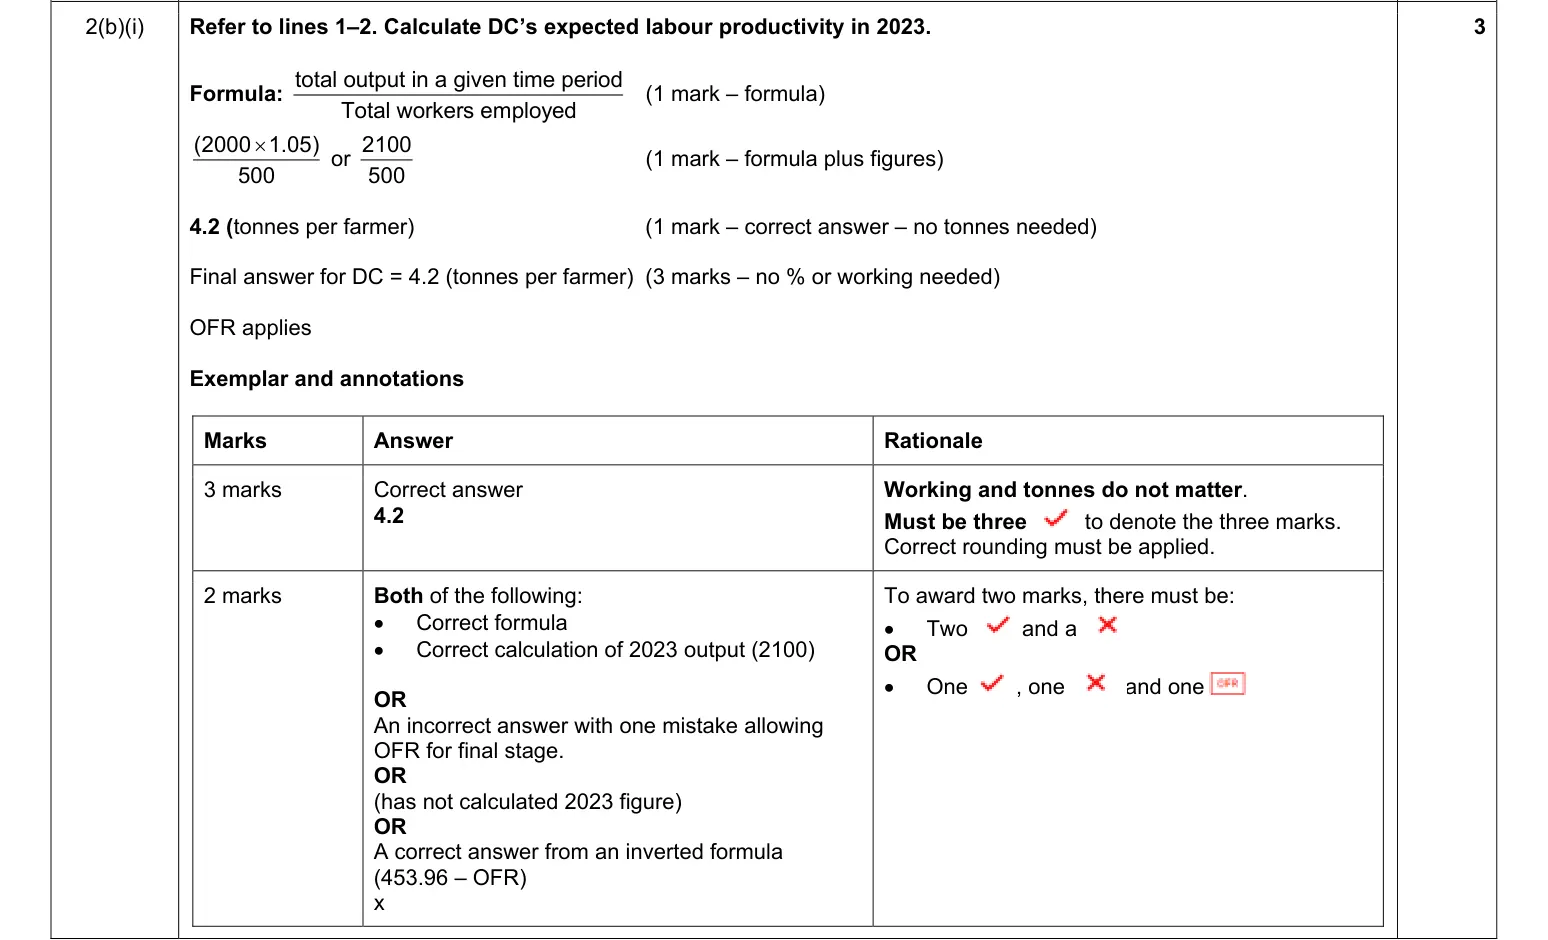 2(b)(i) Refer to lines 1–2. Calculate DC’s expected labour productivity in 2023. 3
Formula: total output in a given time period / Total workers employed (1 mark – formula)
(2000 ×1.05) / 500 or 2100 / 500 (1 mark – formula plus figures)
4.2 (tonnes per farmer) (1 mark – correct answer – no tonnes needed)
Final answer for DC = 4.2 (tonnes per farmer) (3 marks – no % or working needed)
OFR applies
Exemplar and annotations
Marks Answer Rationale
3 marks
Correct answer
4.2
Working and tonnes do not matter.
Must be three ✓ to denote the three marks.
Correct rounding must be applied.
2 marks
Both of the following:
• Correct formula
• Correct calculation of 2023 output (2100)
OR
An incorrect answer with one mistake allowing
OFR for final stage.
OR
(has not calculated 2023 figure)
OR
A correct answer from an inverted formula
(453.96 – OFR)
x
To award two marks, there must be:
• Two ✓ and a ✗
OR
• One ✓ , one ✗ and one OFR